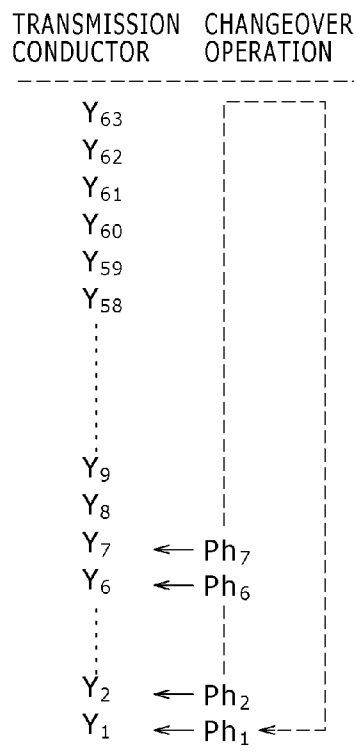 TRANSMISSION CHANGEOVER
CONDUCTOR OPERATION
Y₆₃
Y₆₂
Y₆₁
Y₆₀
Y₅₉
Y₅₈
Y₉
Y₈
Y₇ Ph₇
Y₆ Ph₆
Y₂ Ph₂
Y₁ Ph₁